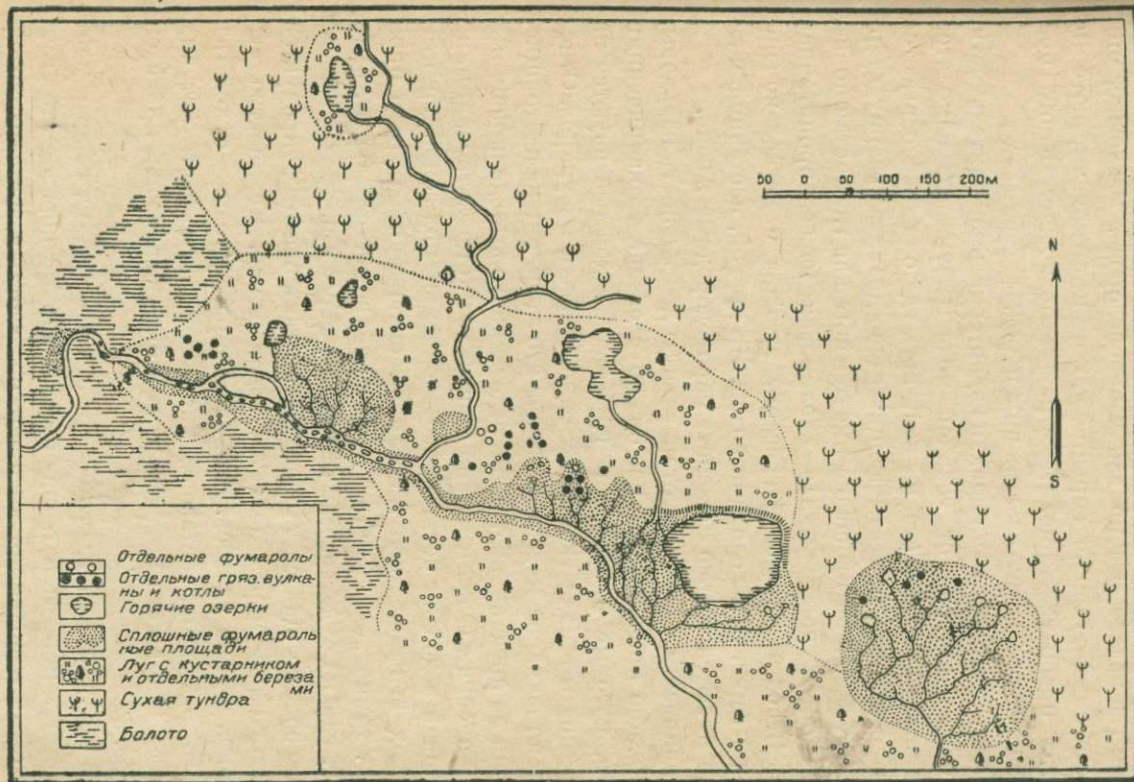 50 0 50 100 150 200м
N
S
Отдельные фумаролы
Отдельные гряз. вулка-
ны и котлы
Горячие озерки
Сплошные фумароль
ные площади
Луг с кустарником
и отдельными береза
ми
Сухая тундра
Болото